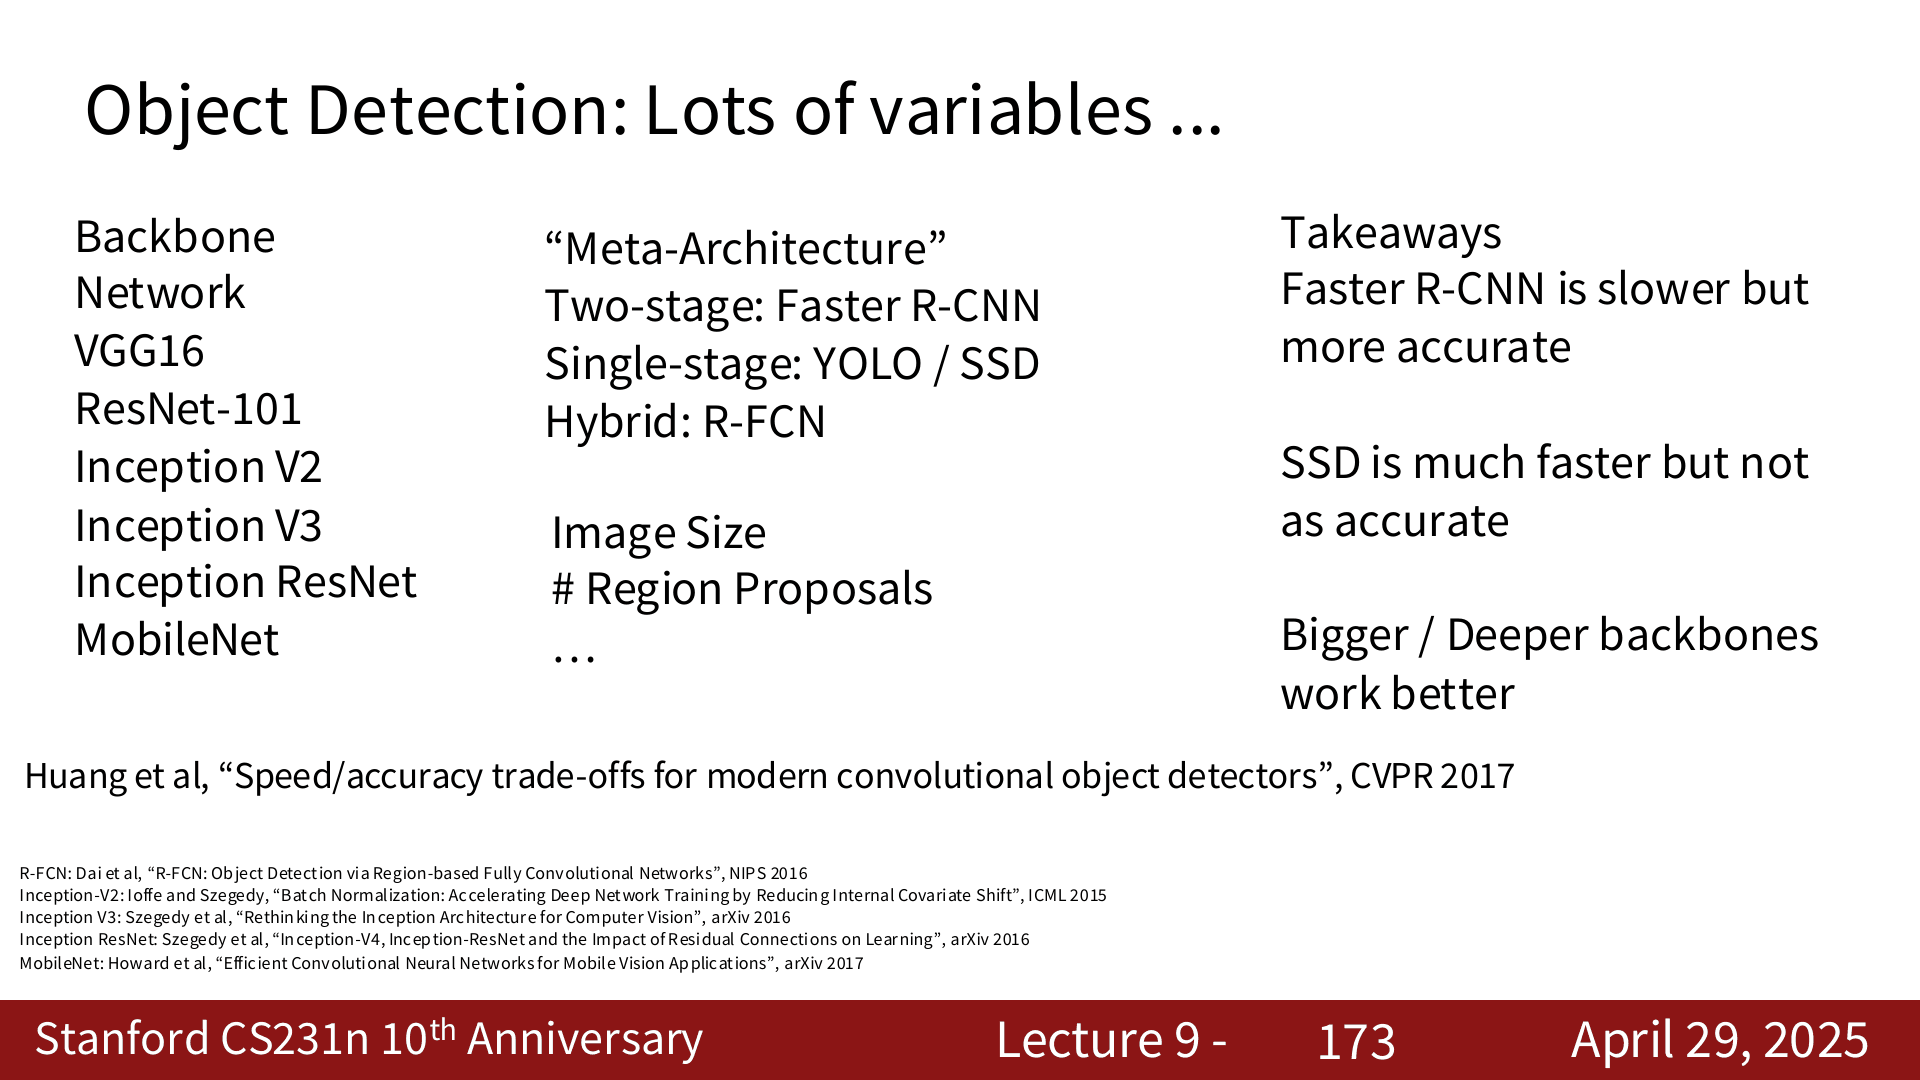 Object Detection: Lots of variables ...
Backbone
Network
VGG16
ResNet-101
Inception V2
Inception V3
Inception ResNet
MobileNet
“Meta-Architecture”
Two-stage: Faster R-CNN
Single-stage: YOLO / SSD
Hybrid: R-FCN
Image Size
# Region Proposals
…
Takeaways
Faster R-CNN is slower but
more accurate
SSD is much faster but not
as accurate
Bigger / Deeper backbones
work better
Huang et al, “Speed/accuracy trade-offs for modern convolutional object detectors”, CVPR 2017
R-FCN: Dai et al, “R-FCN: Object Detection via Region-based Fully Convolutional Networks”, NIPS 2016
Inception-V2: Ioffe and Szegedy, “Batch Normalization: Accelerating Deep Network Training by Reducing Internal Covariate Shift”, ICML 2015
Inception V3: Szegedy et al, “Rethinking the Inception Architecture for Computer Vision”, arXiv 2016
Inception ResNet: Szegedy et al, “Inception-V4, Inception-ResNet and the Impact of Residual Connections on Learning”, arXiv 2016
MobileNet: Howard et al, “Efficient Convolutional Neural Networks for Mobile Vision Applications”, arXiv 2017
Stanford CS231n 10th Anniversary
Lecture 9 - 173
April 29, 2025